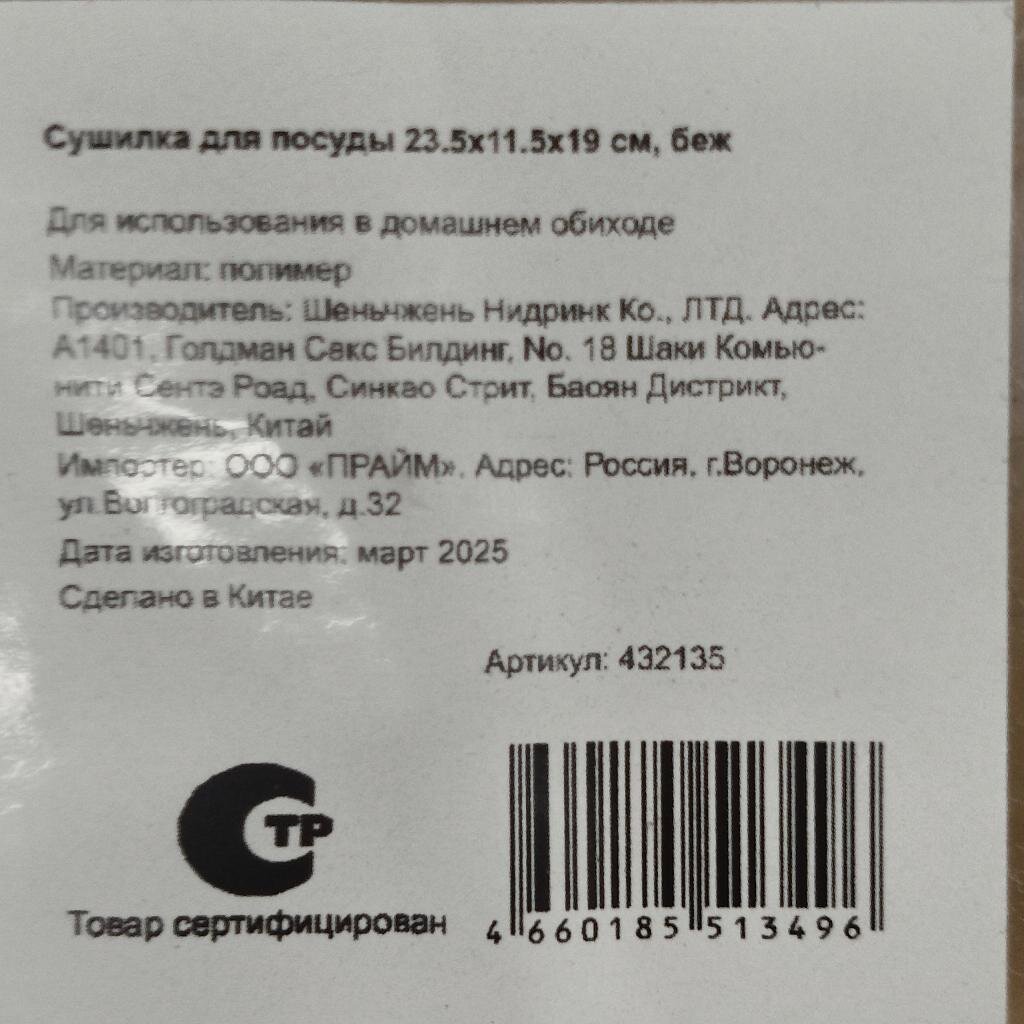 Сушилка для посуды 23.5х11.5х19 см, беж
Для использования в домашнем обиходе
Материал: полимер
Производитель: Шеньчжень Нидринк Ко., ЛТД. Адрес:
А1401, Голдман Сакс Билдинг, No. 18 Шаки Комью-
нити Сентэ Роад, Синкао Стрит, Баоян Дистрикт,
Шеньчжень, Китай
Импортер: ООО «ПРАЙМ». Адрес: Россия, г.Воронеж,
ул.Волгоградская, д.32
Дата изготовления: март 2025
Сделано в Китае
Артикул: 432135
СТР
Товар сертифицирован
4 660185 513496